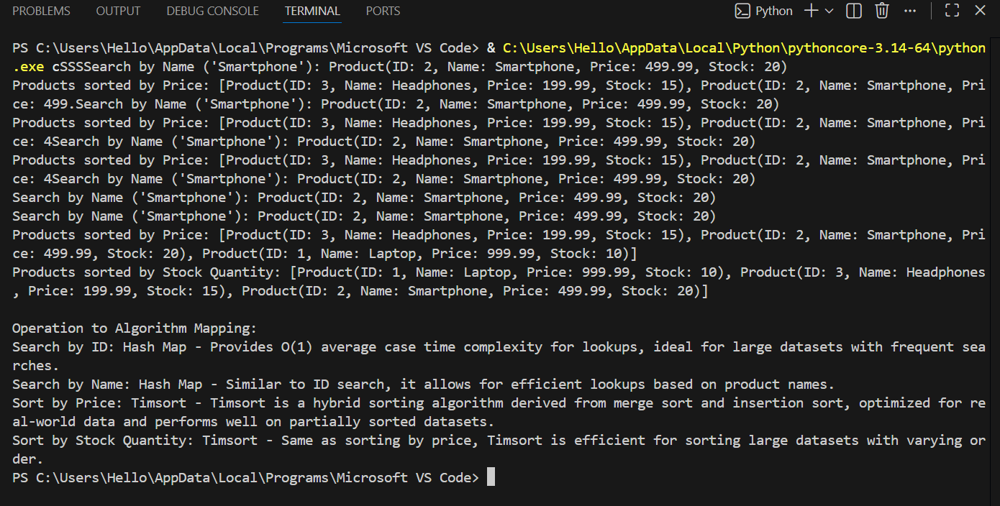 PROBLEMS OUTPUT DEBUG CONSOLE TERMINAL PORTS Python
PS C:\Users\Hello\AppData\Local\Programs\Microsoft VS Code> & C:\Users\Hello\AppData\Local\Python\pythoncore-3.14-64\python
.exe cSSSSearch by Name ('Smartphone'): Product(ID: 2, Name: Smartphone, Price: 499.99, Stock: 20)
Products sorted by Price: [Product(ID: 3, Name: Headphones, Price: 199.99, Stock: 15), Product(ID: 2, Name: Smartphone, Pri
ce: 499.Search by Name ('Smartphone'): Product(ID: 2, Name: Smartphone, Price: 499.99, Stock: 20)
Products sorted by Price: [Product(ID: 3, Name: Headphones, Price: 199.99, Stock: 15), Product(ID: 2, Name: Smartphone, Pri
ce: 4Search by Name ('Smartphone'): Product(ID: 2, Name: Smartphone, Price: 499.99, Stock: 20)
Products sorted by Price: [Product(ID: 3, Name: Headphones, Price: 199.99, Stock: 15), Product(ID: 2, Name: Smartphone, Pri
ce: 4Search by Name ('Smartphone'): Product(ID: 2, Name: Smartphone, Price: 499.99, Stock: 20)
Search by Name ('Smartphone'): Product(ID: 2, Name: Smartphone, Price: 499.99, Stock: 20)
Search by Name ('Smartphone'): Product(ID: 2, Name: Smartphone, Price: 499.99, Stock: 20)
Products sorted by Price: [Product(ID: 3, Name: Headphones, Price: 199.99, Stock: 15), Product(ID: 2, Name: Smartphone, Pri
ce: 499.99, Stock: 20), Product(ID: 1, Name: Laptop, Price: 999.99, Stock: 10)]
Products sorted by Stock Quantity: [Product(ID: 1, Name: Laptop, Price: 999.99, Stock: 10), Product(ID: 3, Name: Headphones
, Price: 199.99, Stock: 15), Product(ID: 2, Name: Smartphone, Price: 499.99, Stock: 20)]
Operation to Algorithm Mapping:
Search by ID: Hash Map - Provides O(1) average case time complexity for lookups, ideal for large datasets with frequent sea
rches.
Search by Name: Hash Map - Similar to ID search, it allows for efficient lookups based on product names.
Sort by Price: Timsort - Timsort is a hybrid sorting algorithm derived from merge sort and insertion sort, optimized for re
al-world data and performs well on partially sorted datasets.
Sort by Stock Quantity: Timsort - Same as sorting by price, Timsort is efficient for sorting large datasets with varying or
der.
PS C:\Users\Hello\AppData\Local\Programs\Microsoft VS Code>